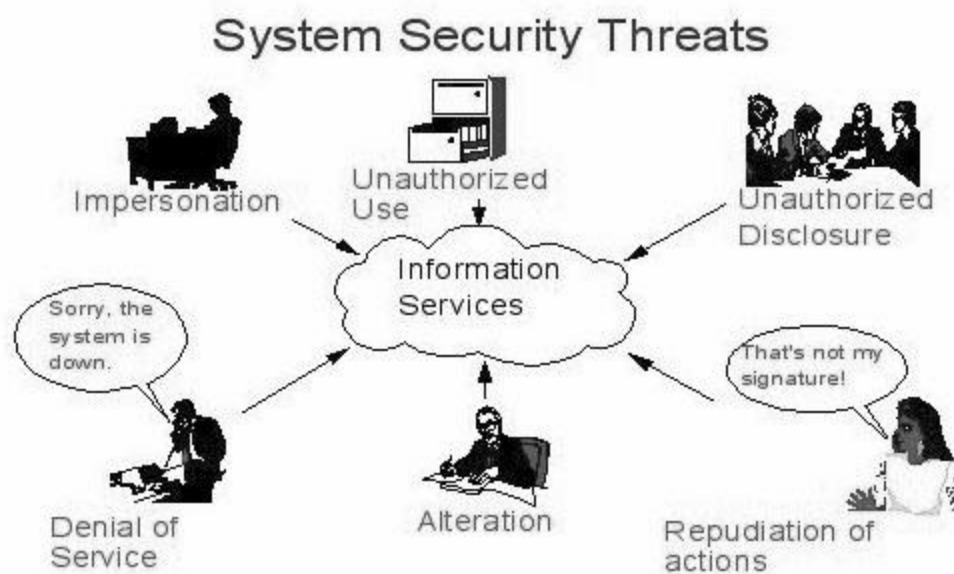 System Security Threats
Impersonation
Unauthorized
Use
Unauthorized
Disclosure
Information
Services
Sorry, the
system is
down.
That's not my
signature!
Denial of
Service
Alteration
Repudiation of
actions